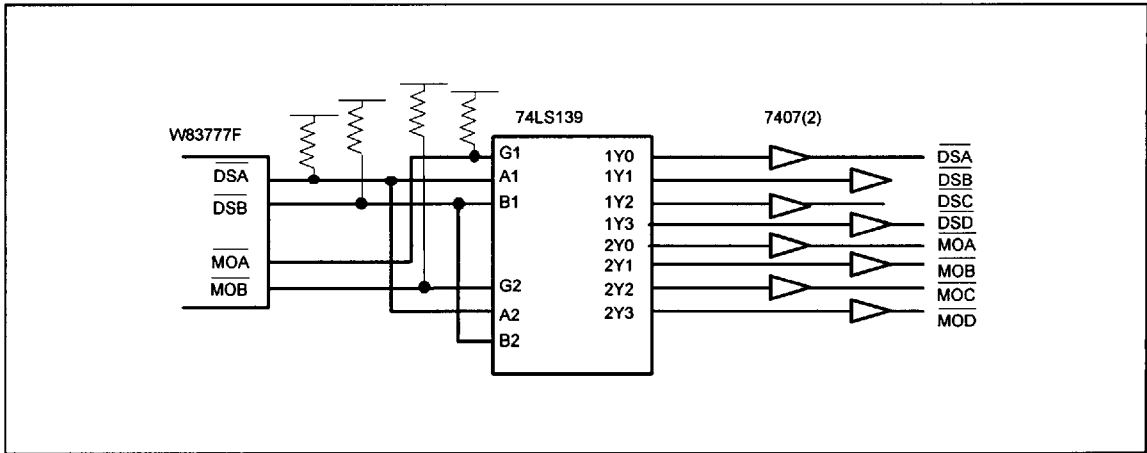 74LS139
7407(2)
W83777F
DSA
DSB
MOA
MOB
G1
A1
B1
G2
A2
B2
1Y0
1Y1
1Y2
1Y3
2Y0
2Y1
2Y2
2Y3
DSA
DSB
DSC
DSD
MOA
MOB
MOC
MOD